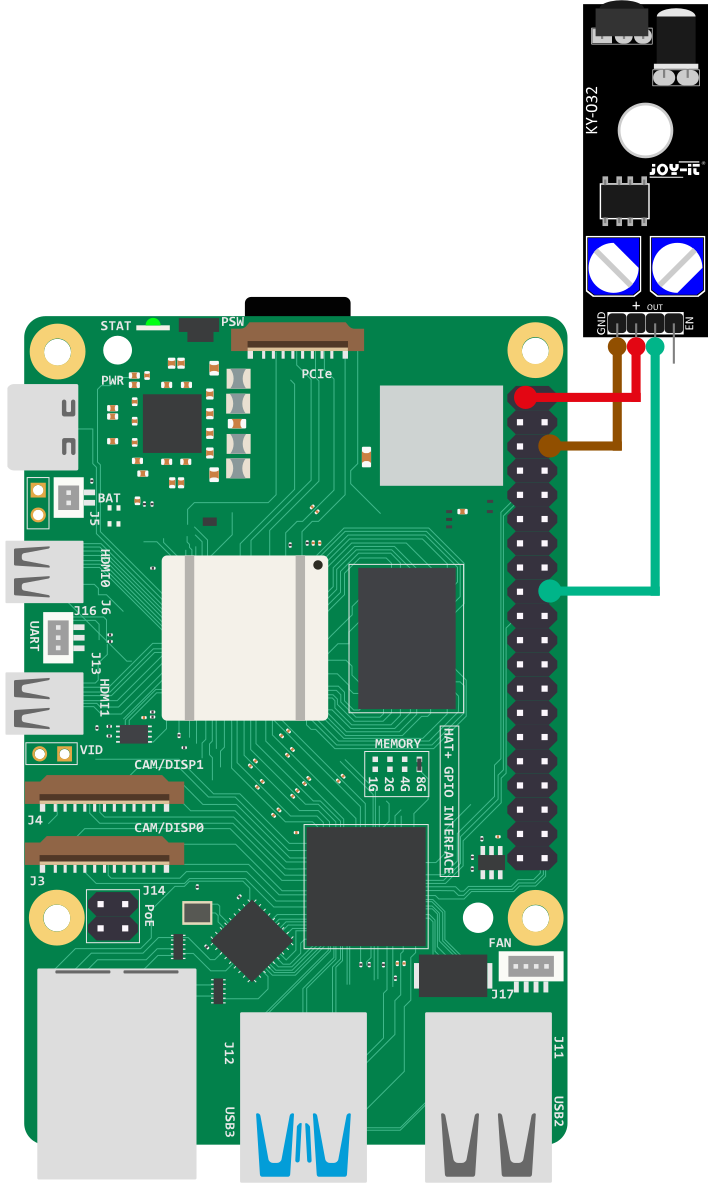 KY-032
JOY-iT
+
OUT
GND
EN
STAT
PSW
PCIe
PWR
BAT
J5
HDMI0
J6
J16
UART
J13
HDMI1
VID
CAM/DISP1
J4
CAM/DISP0
J3
J14
PoE
MEMORY
1G
2G
4G
8G
HAT+ GPIO INTERFACE
FAN
J17
J12
USB3
J11
USB2